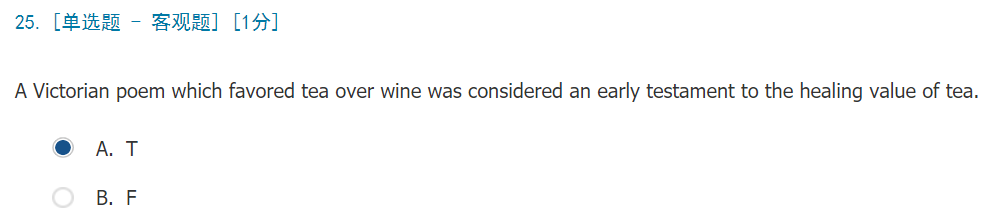 25. [单选题 - 客观题] [1分]
A Victorian poem which favored tea over wine was considered an early testament to the healing value of tea.
A. T
B. F